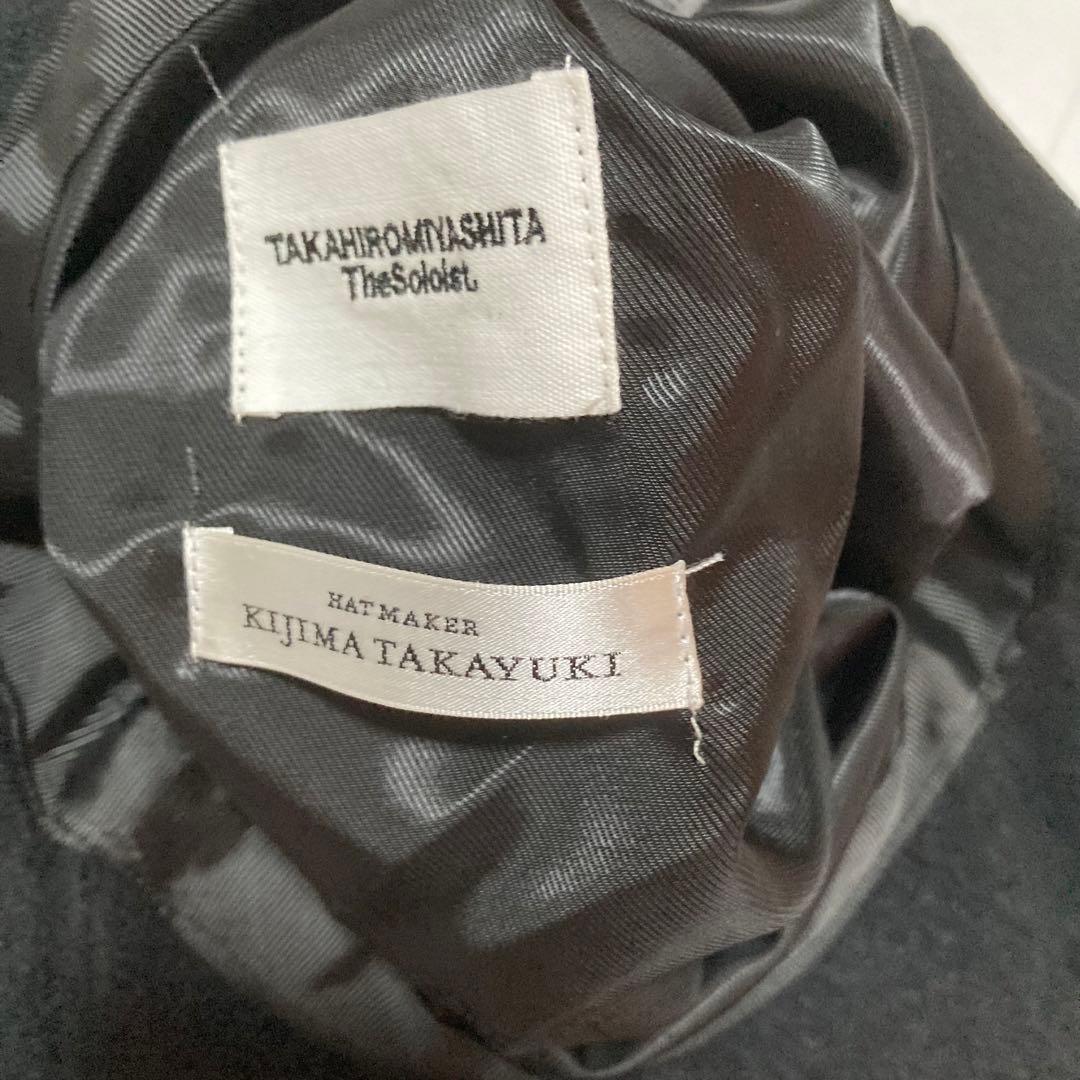 TAKAHIROMIYASHITA
TheSoloist.
HAT MAKER
KIJIMA TAKAYUKI